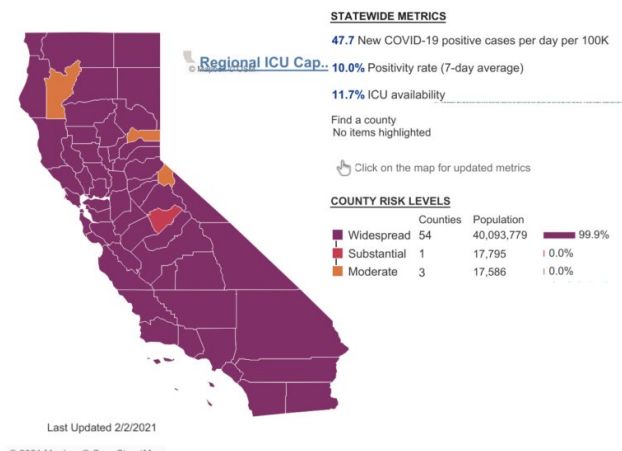 STATEWIDE METRICS
47.7 New COVID-19 positive cases per day per 100K
Regional ICU Cap..
10.0% Positivity rate (7-day average)
11.7% ICU availability
Find a county
No items highlighted
Click on the map for updated metrics
COUNTY RISK LEVELS
Counties Population
Widespread 54 40,093,779 99.9%
Substantial 1 17,795 0.0%
Moderate 3 17,586 0.0%
Last Updated 2/2/2021